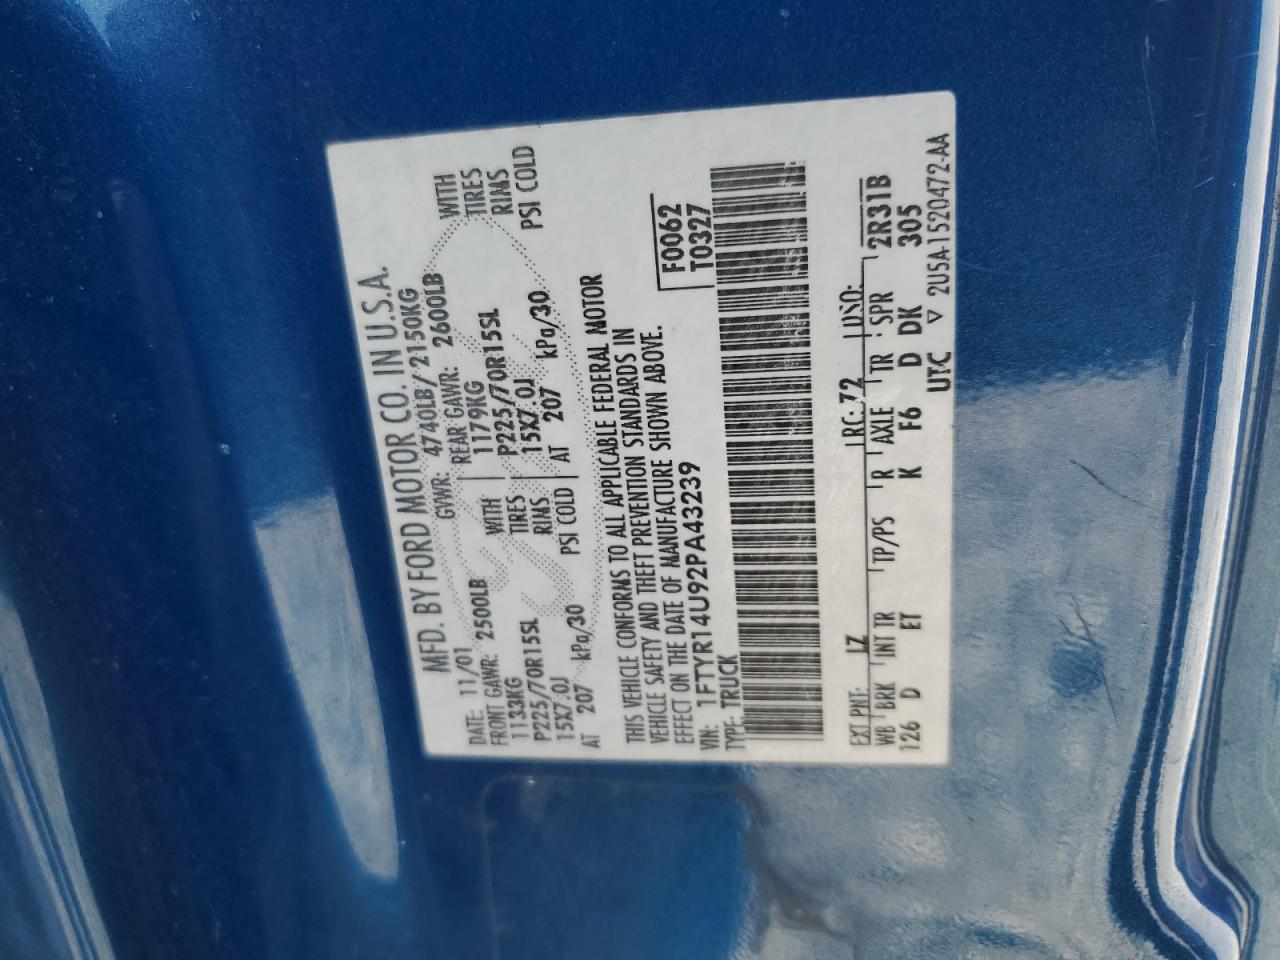 MFD. BY FORD MOTOR CO. IN U.S.A.
DATE: 11/01 GVWR: 4740LB/2150KG
FRONT GAWR: 2500LB REAR GAWR: 2600LB
1133KG WITH 1179KG WITH
P225/70R15SL TIRES P225/70R15SL TIRES
15X7.0J RIMS 15X7.0J RIMS
AT 207 kPa/30 PSI COLD AT 207 kPa/30 PSI COLD
THIS VEHICLE CONFORMS TO ALL APPLICABLE FEDERAL MOTOR
VEHICLE SAFETY AND THEFT PREVENTION STANDARDS IN
EFFECT ON THE DATE OF MANUFACTURE SHOWN ABOVE.
F0062
T0327
VIN: 1FTYR14U92PA43239
TYPE: TRUCK
EXT PNT: LZ RC: 72 DSO:
WB BRK INT TR TP/PS R AXLE TR SPR 2R31B
126 D ET K F6 D DK 305
UTC ▽ 2U5A-1520472-AA